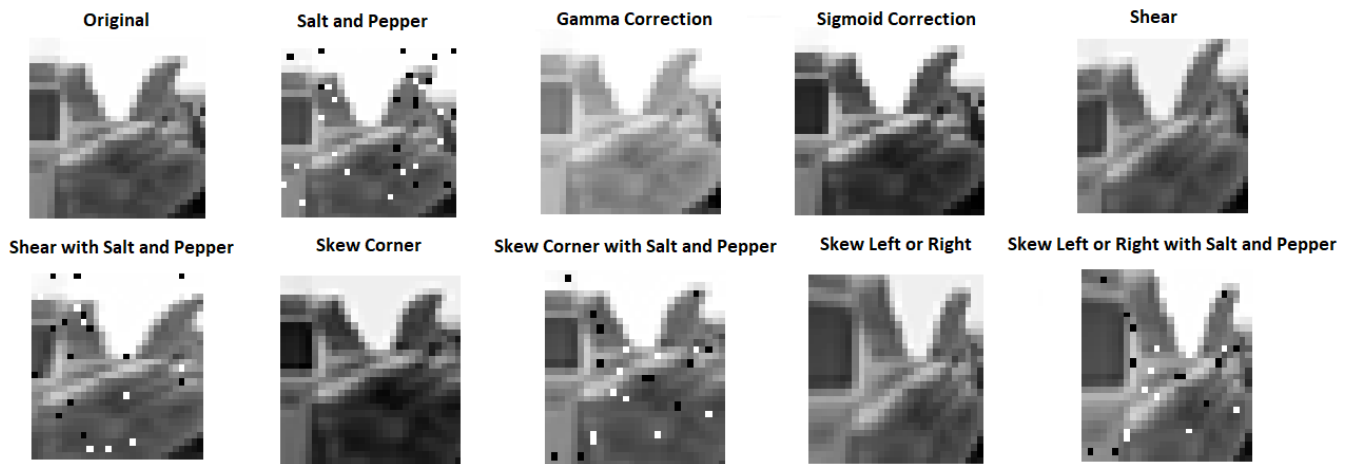 Original
Salt and Pepper
Gamma Correction
Sigmoid Correction
Shear
Shear with Salt and Pepper
Skew Corner
Skew Corner with Salt and Pepper
Skew Left or Right
Skew Left or Right with Salt and Pepper